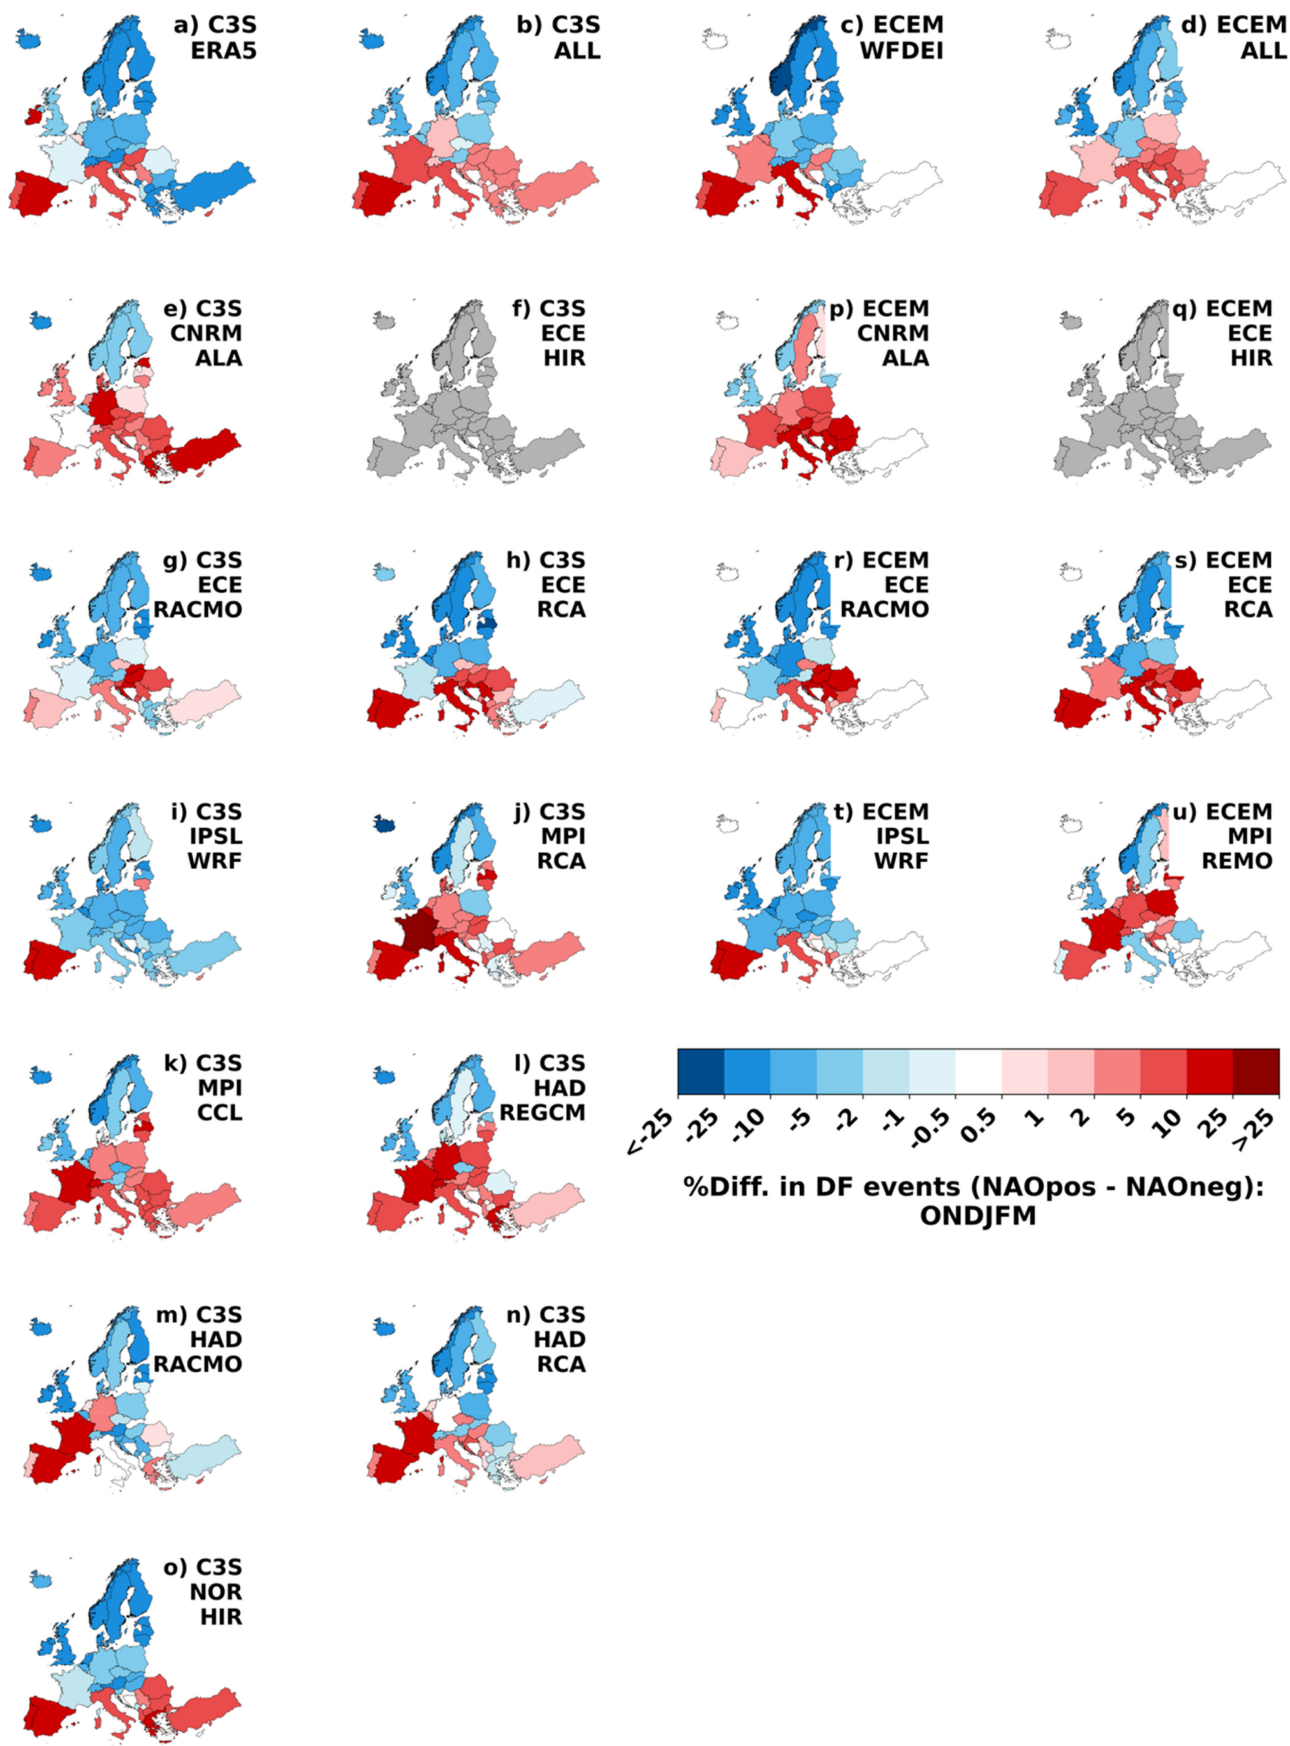 a) C3S
ERA5
b) C3S
ALL
c) ECEM
WFDEI
d) ECEM
ALL
e) C3S
CNRM
ALA
f) C3S
ECE
HIR
p) ECEM
CNRM
ALA
q) ECEM
ECE
HIR
g) C3S
ECE
RACMO
h) C3S
ECE
RCA
r) ECEM
ECE
RACMO
s) ECEM
ECE
RCA
i) C3S
IPSL
WRF
j) C3S
MPI
RCA
t) ECEM
IPSL
WRF
u) ECEM
MPI
REMO
k) C3S
MPI
CCL
l) C3S
HAD
REGCM
<-25 -25 -10 -5 -2 -1 -0.5 0.5 1 2 5 10 25 >25
%Diff. in DF events (NAOpos - NAOneg):
ONDJFM
m) C3S
HAD
RACMO
n) C3S
HAD
RCA
o) C3S
NOR
HIR